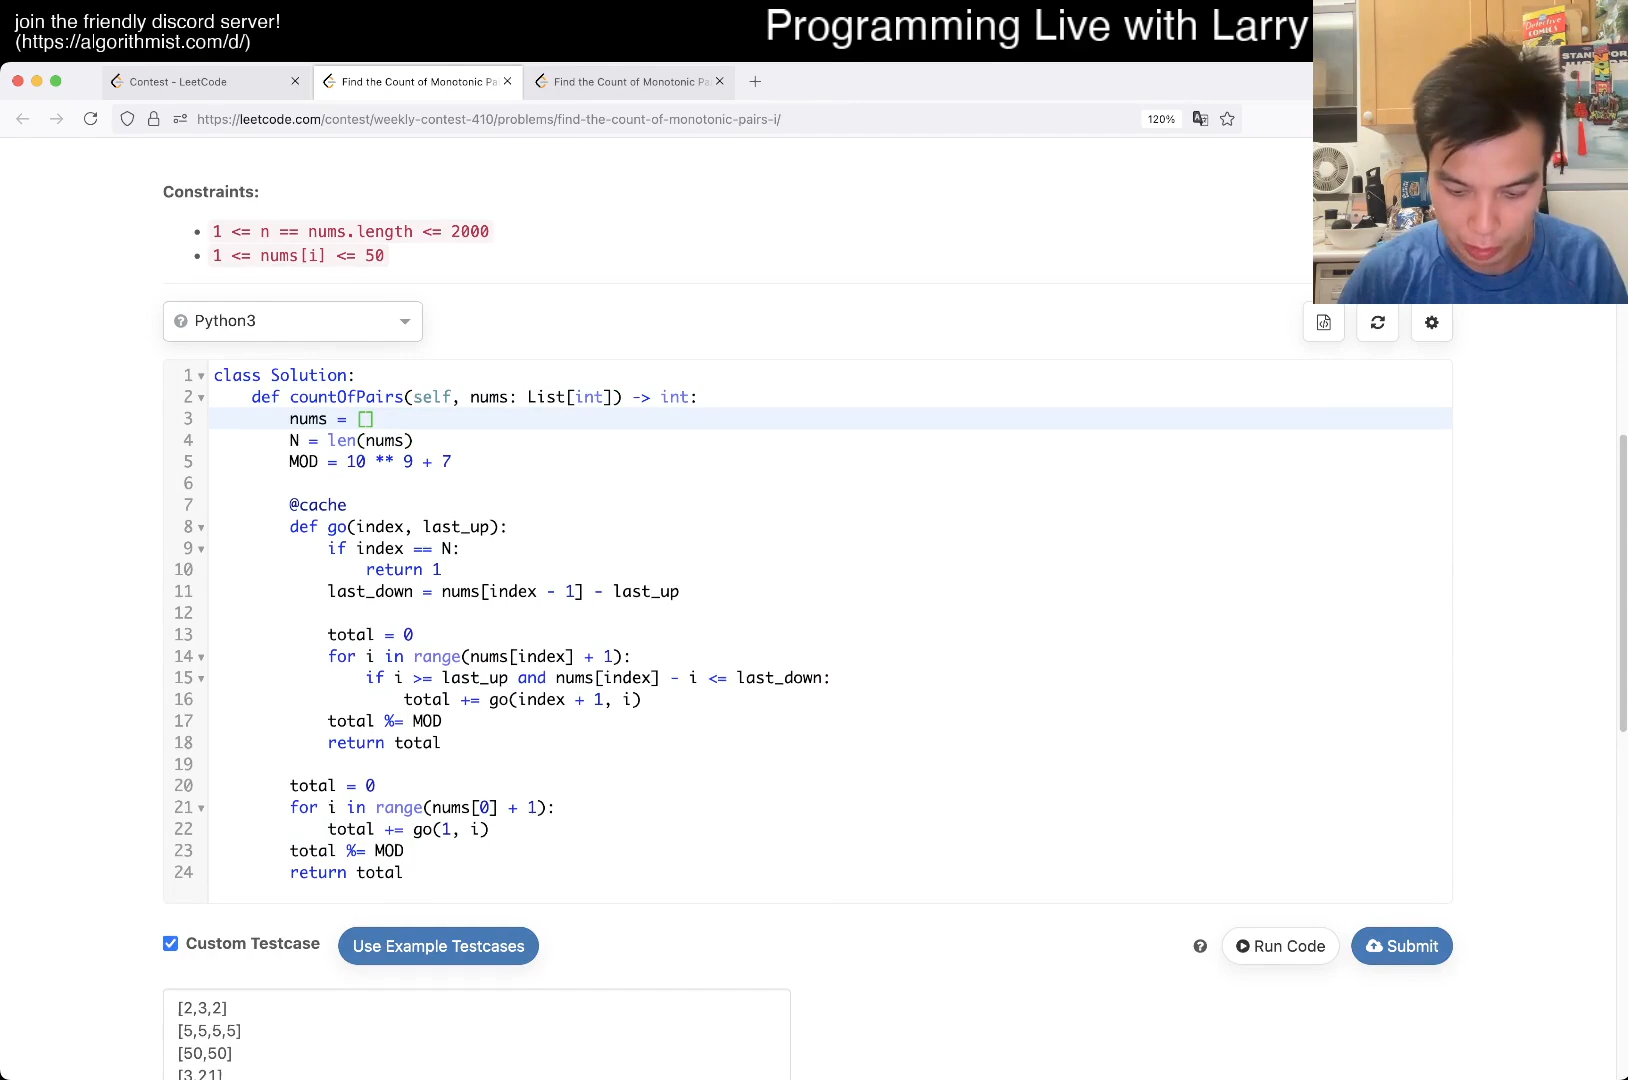 join the friendly discord server!
(https://algorithmist.com/d/)
Programming Live with Larry
DETECTIVE COMICS
Contest - LeetCode
Find the Count of Monotonic Pa
Find the Count of Monotonic Pa
https://leetcode.com/contest/weekly-contest-410/problems/find-the-count-of-monotonic-pairs-i/
120%
Constraints:
1 <= n == nums.length <= 2000
1 <= nums[i] <= 50
Python3
1 class Solution:
2 def countOfPairs(self, nums: List[int]) -> int:
3 nums = []
4 N = len(nums)
5 MOD = 10 ** 9 + 7
6
7 @cache
8 def go(index, last_up):
9 if index == N:
10 return 1
11 last_down = nums[index - 1] - last_up
12
13 total = 0
14 for i in range(nums[index] + 1):
15 if i >= last_up and nums[index] - i <= last_down:
16 total += go(index + 1, i)
17 total %= MOD
18 return total
19
20 total = 0
21 for i in range(nums[0] + 1):
22 total += go(1, i)
23 total %= MOD
24 return total
Custom Testcase
Use Example Testcases
Run Code
Submit
[2,3,2]
[5,5,5,5]
[50,50]
[3,21]